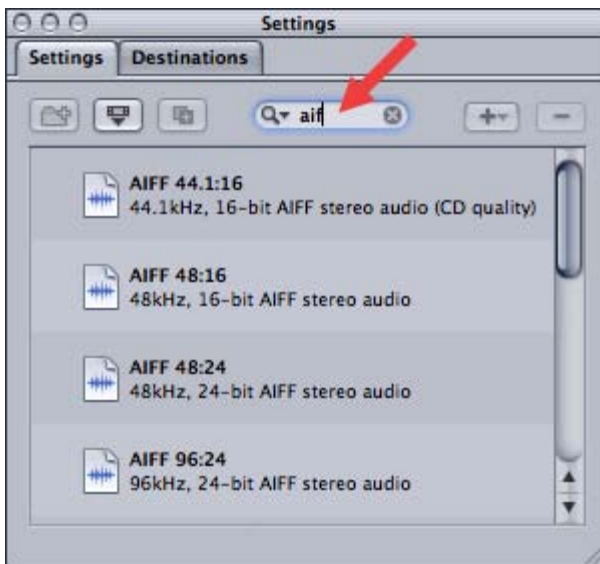 Settings
Settings Destinations
aif
AIFF 44.1:16
44.1kHz, 16-bit AIFF stereo audio (CD quality)
AIFF 48:16
48kHz, 16-bit AIFF stereo audio
AIFF 48:24
48kHz, 24-bit AIFF stereo audio
AIFF 96:24
96kHz, 24-bit AIFF stereo audio